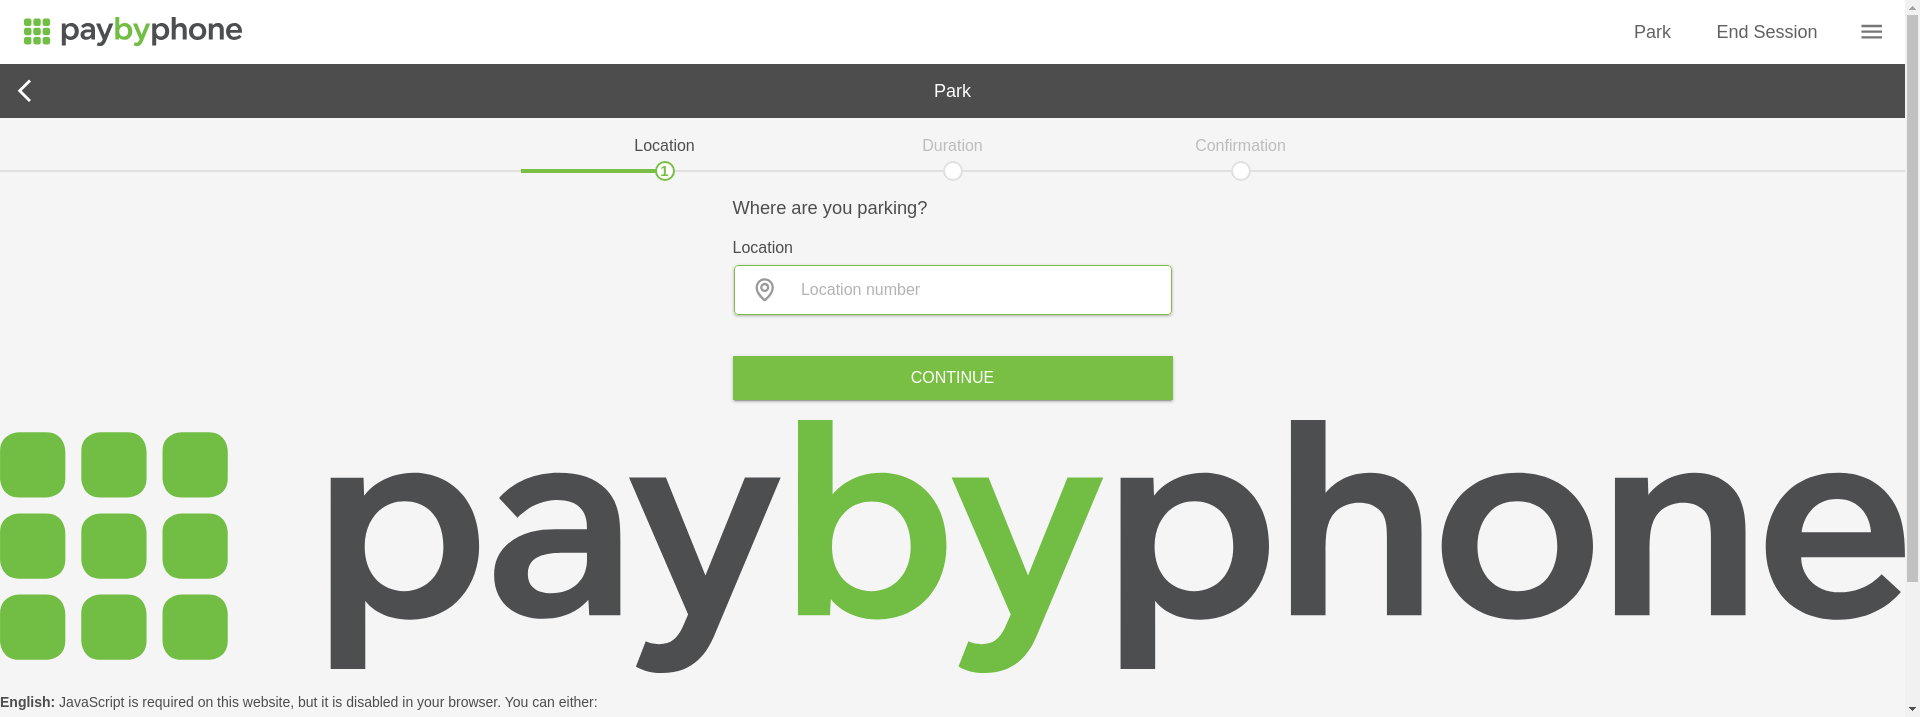 paybyphone
Park
End Session
Park
Location
Duration
Confirmation
1
Where are you parking?
Location
Location number
CONTINUE
paybyphone
English: JavaScript is required on this website, but it is disabled in your browser. You can either: